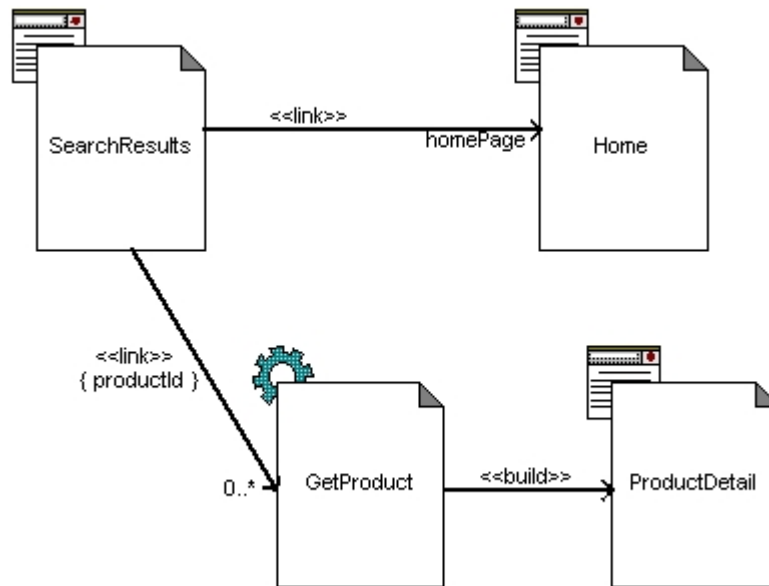 <<link>>
SearchResults
homePage
Home
<<link>>
{ productId }
0..*
GetProduct
<<build>>
ProductDetail